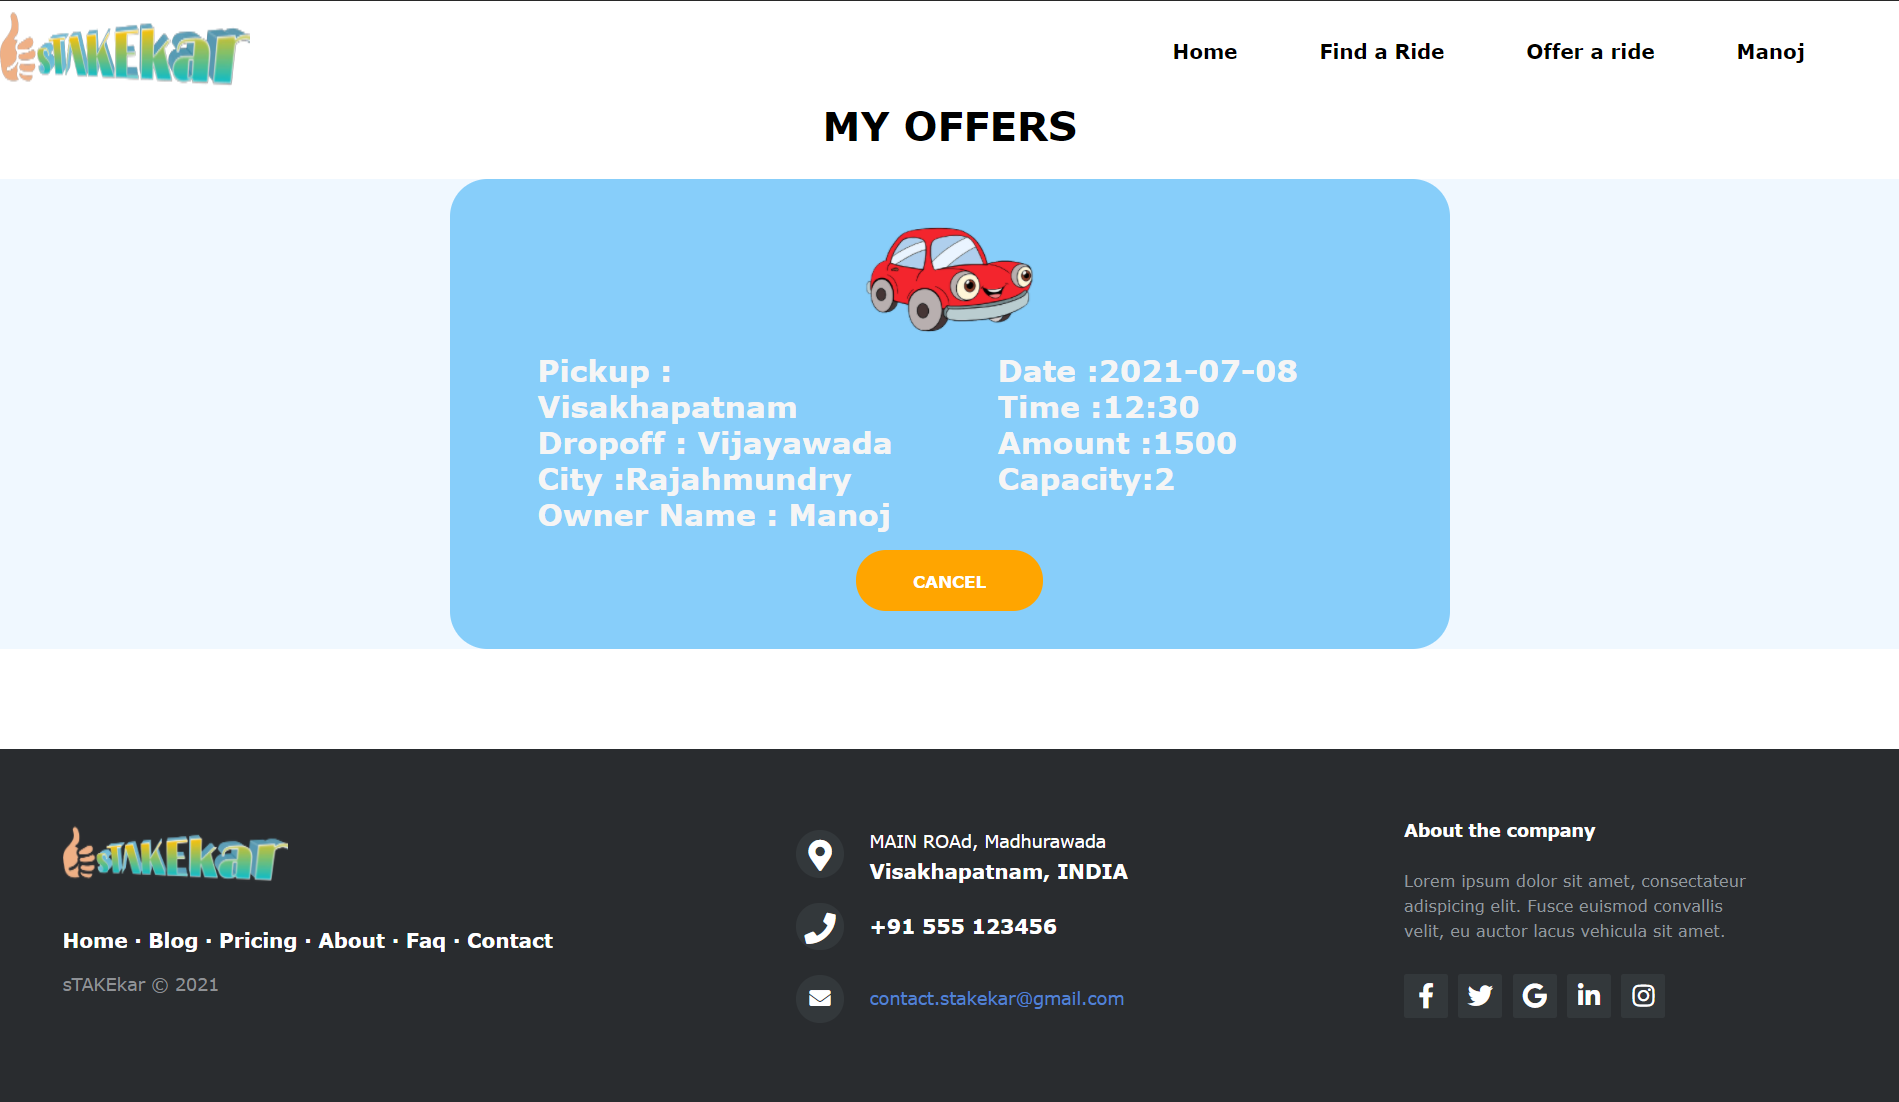 sTAKEkar
Home Find a Ride Offer a ride Manoj
MY OFFERS
Pickup :
Visakhapatnam
Dropoff : Vijayawada
City :Rajahmundry
Owner Name : Manoj
Date :2021-07-08
Time :12:30
Amount :1500
Capacity:2
CANCEL
sTAKEkar
Home · Blog · Pricing · About · Faq · Contact
sTAKEkar © 2021
MAIN ROAd, Madhurawada
Visakhapatnam, INDIA
+91 555 123456
contact.stakekar@gmail.com
About the company
Lorem ipsum dolor sit amet, consectateur
adispicing elit. Fusce euismod convallis
velit, eu auctor lacus vehicula sit amet.